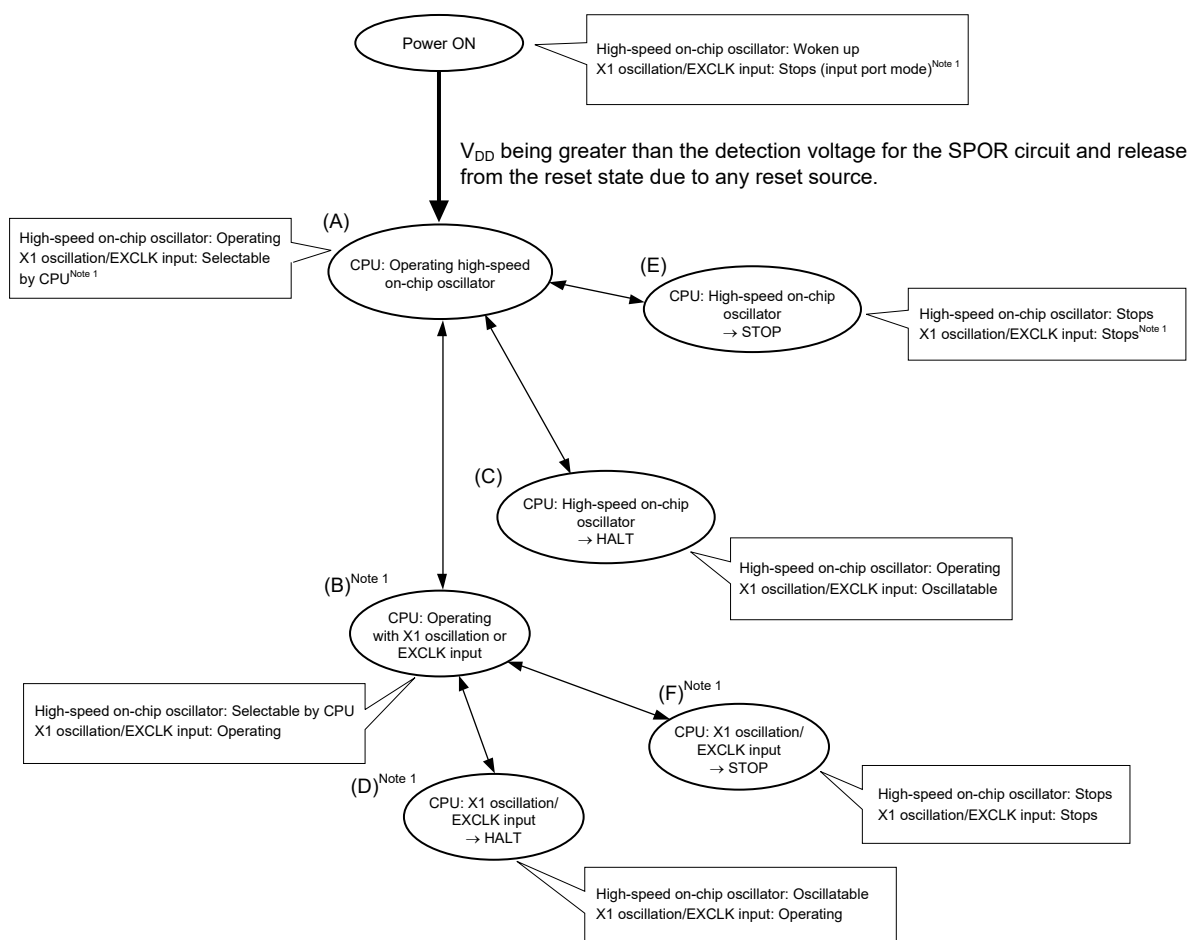 Power ON
High-speed on-chip oscillator: Woken up
X1 oscillation/EXCLK input: Stops (input port mode)Note 1
VDD being greater than the detection voltage for the SPOR circuit and release
from the reset state due to any reset source.
(A)
High-speed on-chip oscillator: Operating
X1 oscillation/EXCLK input: Selectable
by CPUNote 1
CPU: Operating high-speed
on-chip oscillator
(E)
CPU: High-speed on-chip
oscillator
→ STOP
High-speed on-chip oscillator: Stops
X1 oscillation/EXCLK input: StopsNote 1
(C)
CPU: High-speed on-chip
oscillator
→ HALT
High-speed on-chip oscillator: Operating
X1 oscillation/EXCLK input: Oscillatable
(B)Note 1
CPU: Operating
with X1 oscillation or
EXCLK input
High-speed on-chip oscillator: Selectable by CPU
X1 oscillation/EXCLK input: Operating
(F)Note 1
CPU: X1 oscillation/
EXCLK input
→ STOP
High-speed on-chip oscillator: Stops
X1 oscillation/EXCLK input: Stops
(D)Note 1
CPU: X1 oscillation/
EXCLK input
→ HALT
High-speed on-chip oscillator: Oscillatable
X1 oscillation/EXCLK input: Operating